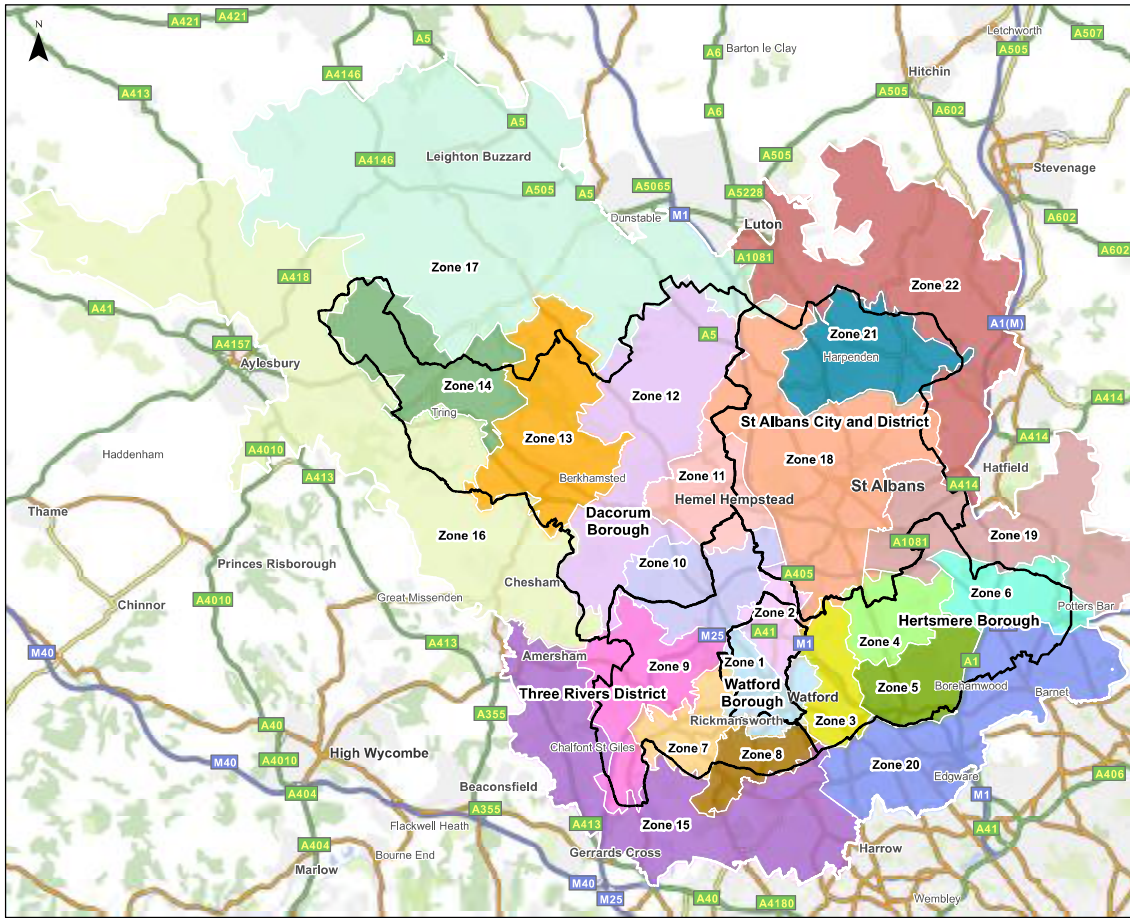 N
A421
A421
A5
A6
Barton le Clay
Letchworth
A507
A505
Hitchin
A4146
A413
A505
A602
A5
A4146
Leighton Buzzard
A6
A505
Stevenage
A505
A5
A5065
A5228
Dunstable
M1
Luton
A602
A602
A1081
Zone 17
A418
Zone 22
A41
A1(M)
A5
Zone 21
Harpenden
A4157
Aylesbury
Zone 14
Zone 12
Tring
A414
St Albans City and District
A414
Zone 13
A4010
Haddenham
A413
Zone 18
Hatfield
Berkhamsted
Zone 11
Hemel Hempstead
St Albans
A414
Thame
Dacorum
Borough
Zone 16
Zone 19
A1081
Princes Risborough
Zone 10
Chesham
A405
Zone 6
Chinnor
A4010
Great Missenden
Zone 2
Potters Bar
Hertsmere Borough
M25
A41
M1
Zone 4
A413
M40
Amersham
Zone 9
Zone 1
A1
Watford
Borough
Watford
Zone 5
Borehamwood
Three Rivers District
Barnet
A355
Rickmansworth
Zone 3
A40
Chalfont St Giles
Zone 7
High Wycombe
Zone 8
A4010
M40
Zone 20
A406
Edgware
Beaconsfield
A404
A355
M1
Flackwell Heath
A413
Zone 15
A41
A404
Bourne End
Gerrards Cross
Harrow
Marlow
M40
M25
A40
A4180
Wembley